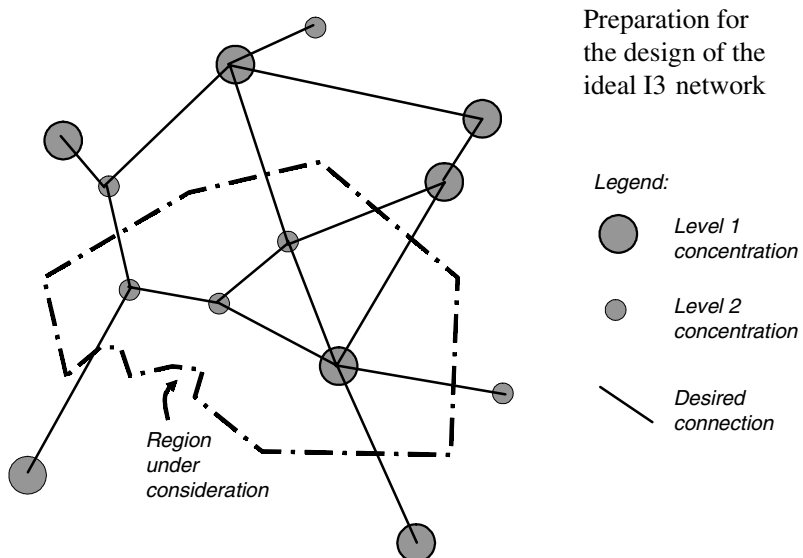 Preparation for
the design of the
ideal I3 network
Legend:
Level 1
concentration
Level 2
concentration
Desired
connection
Region
under
consideration